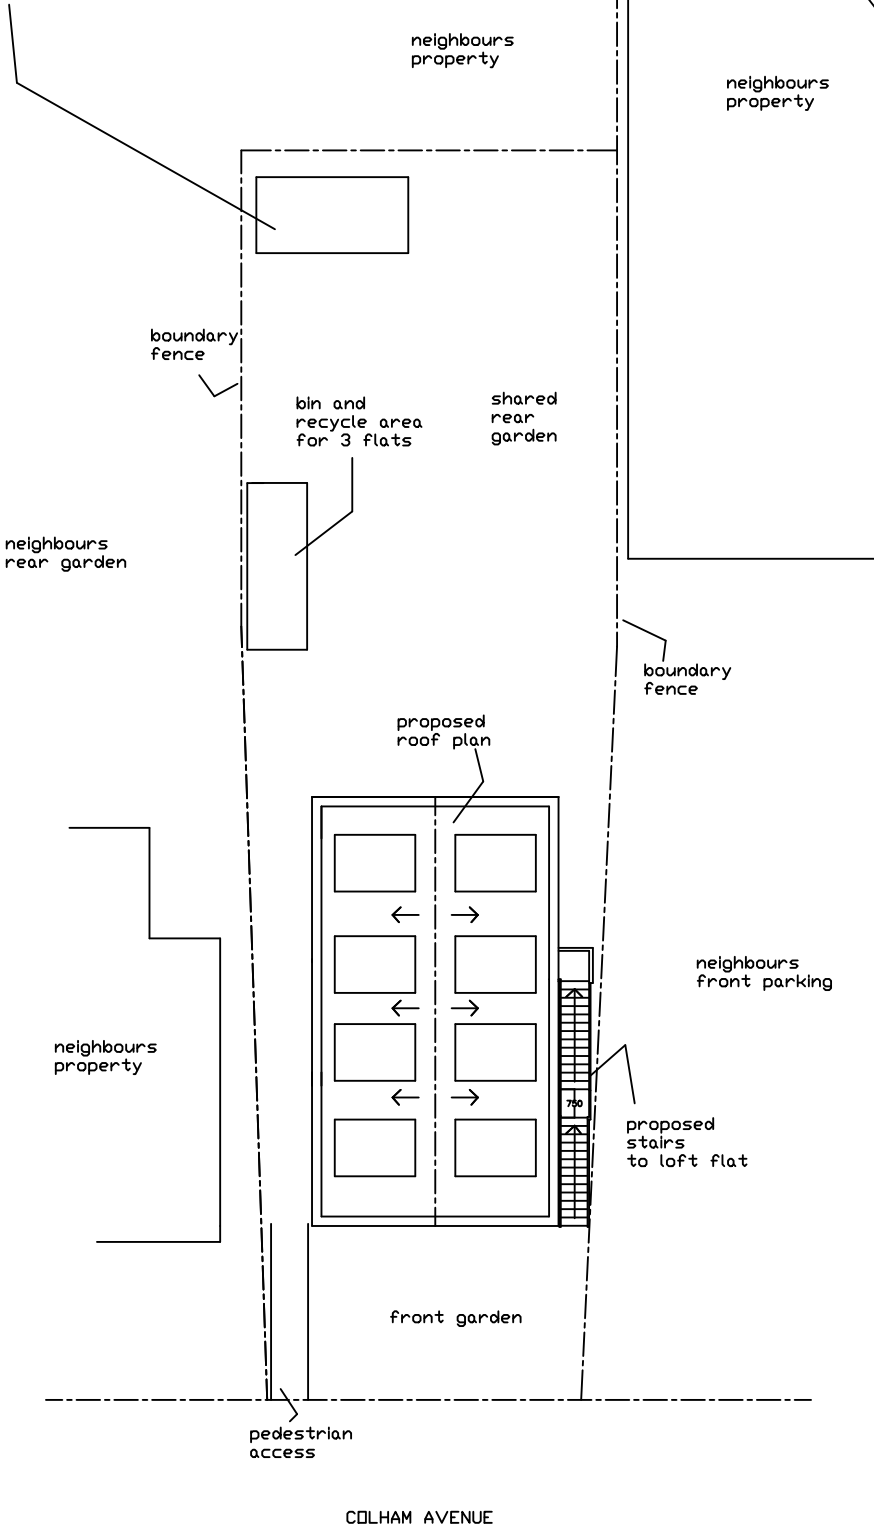 neighbours
property
neighbours
property
boundary
fence
bin and
recycle area
for 3 flats
shared
rear
garden
neighbours
rear garden
boundary
fence
proposed
roof plan
neighbours
front parking
neighbours
property
750
proposed
stairs
to loft flat
front garden
pedestrian
access
COLHAM AVENUE